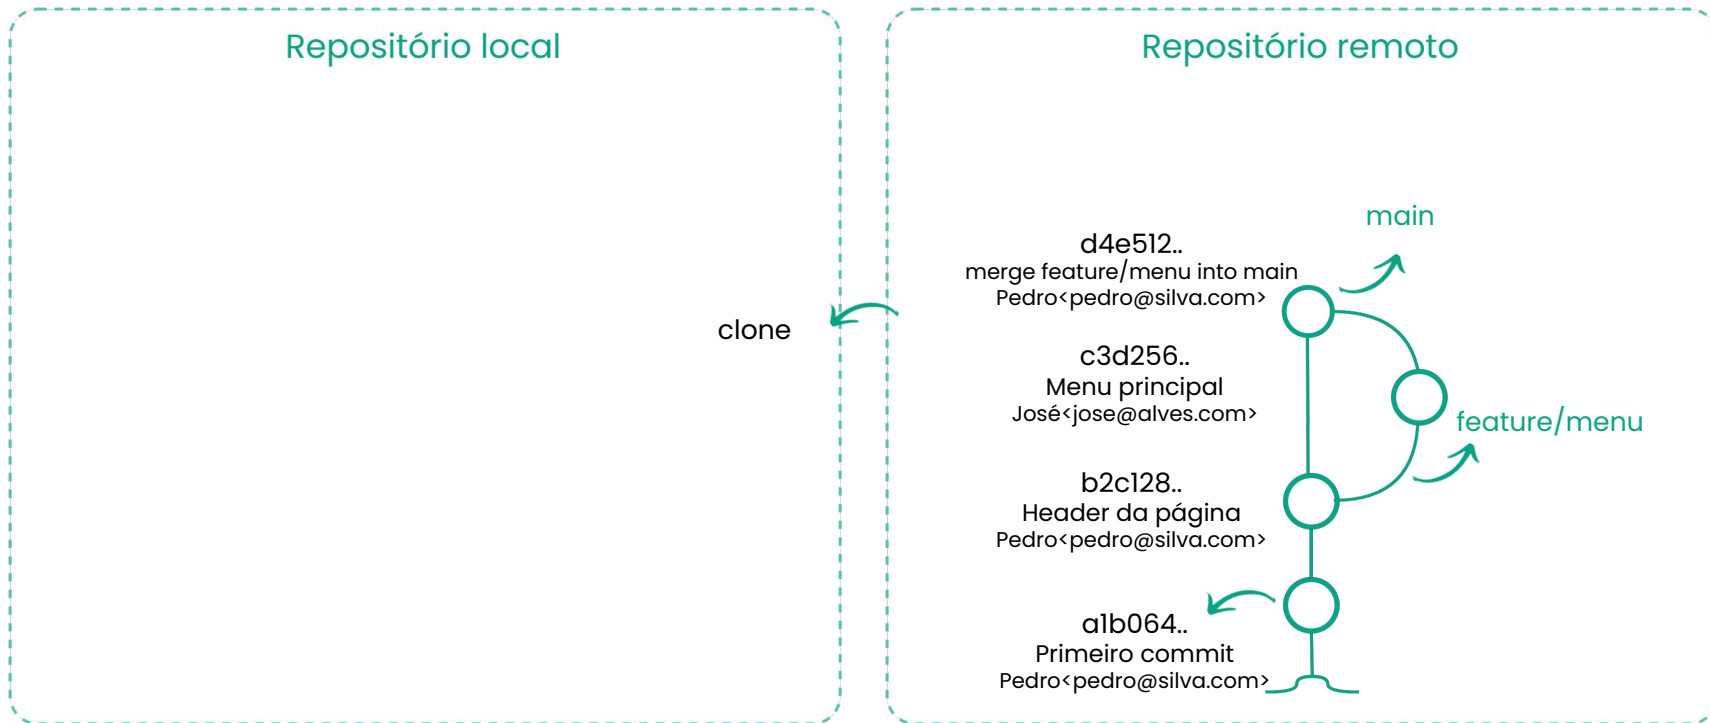 Repositório local
clone
Repositório remoto
main
d4e512..
merge feature/menu into main
Pedro<pedro@silva.com>
c3d256..
Menu principal
José<jose@alves.com>
feature/menu
b2c128..
Header da página
Pedro<pedro@silva.com>
a1b064..
Primeiro commit
Pedro<pedro@silva.com>